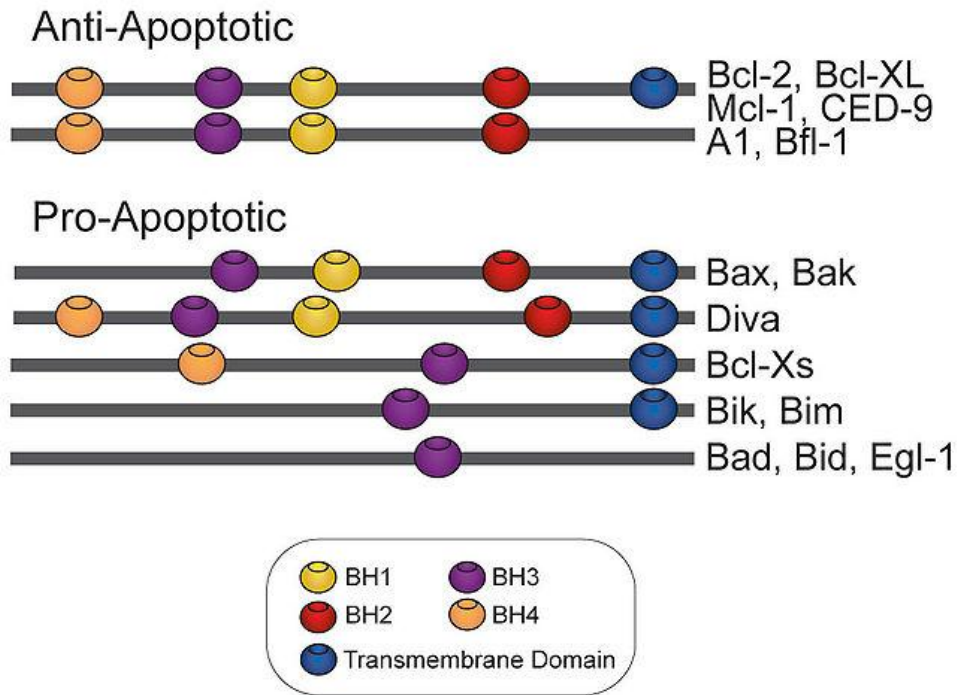 Anti-Apoptotic
Bcl-2, Bcl-XL
Mcl-1, CED-9
A1, Bfl-1
Pro-Apoptotic
Bax, Bak
Diva
Bcl-Xs
Bik, Bim
Bad, Bid, Egl-1
BH1
BH3
BH2
BH4
Transmembrane Domain